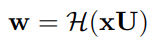 w = ℋ(xU)